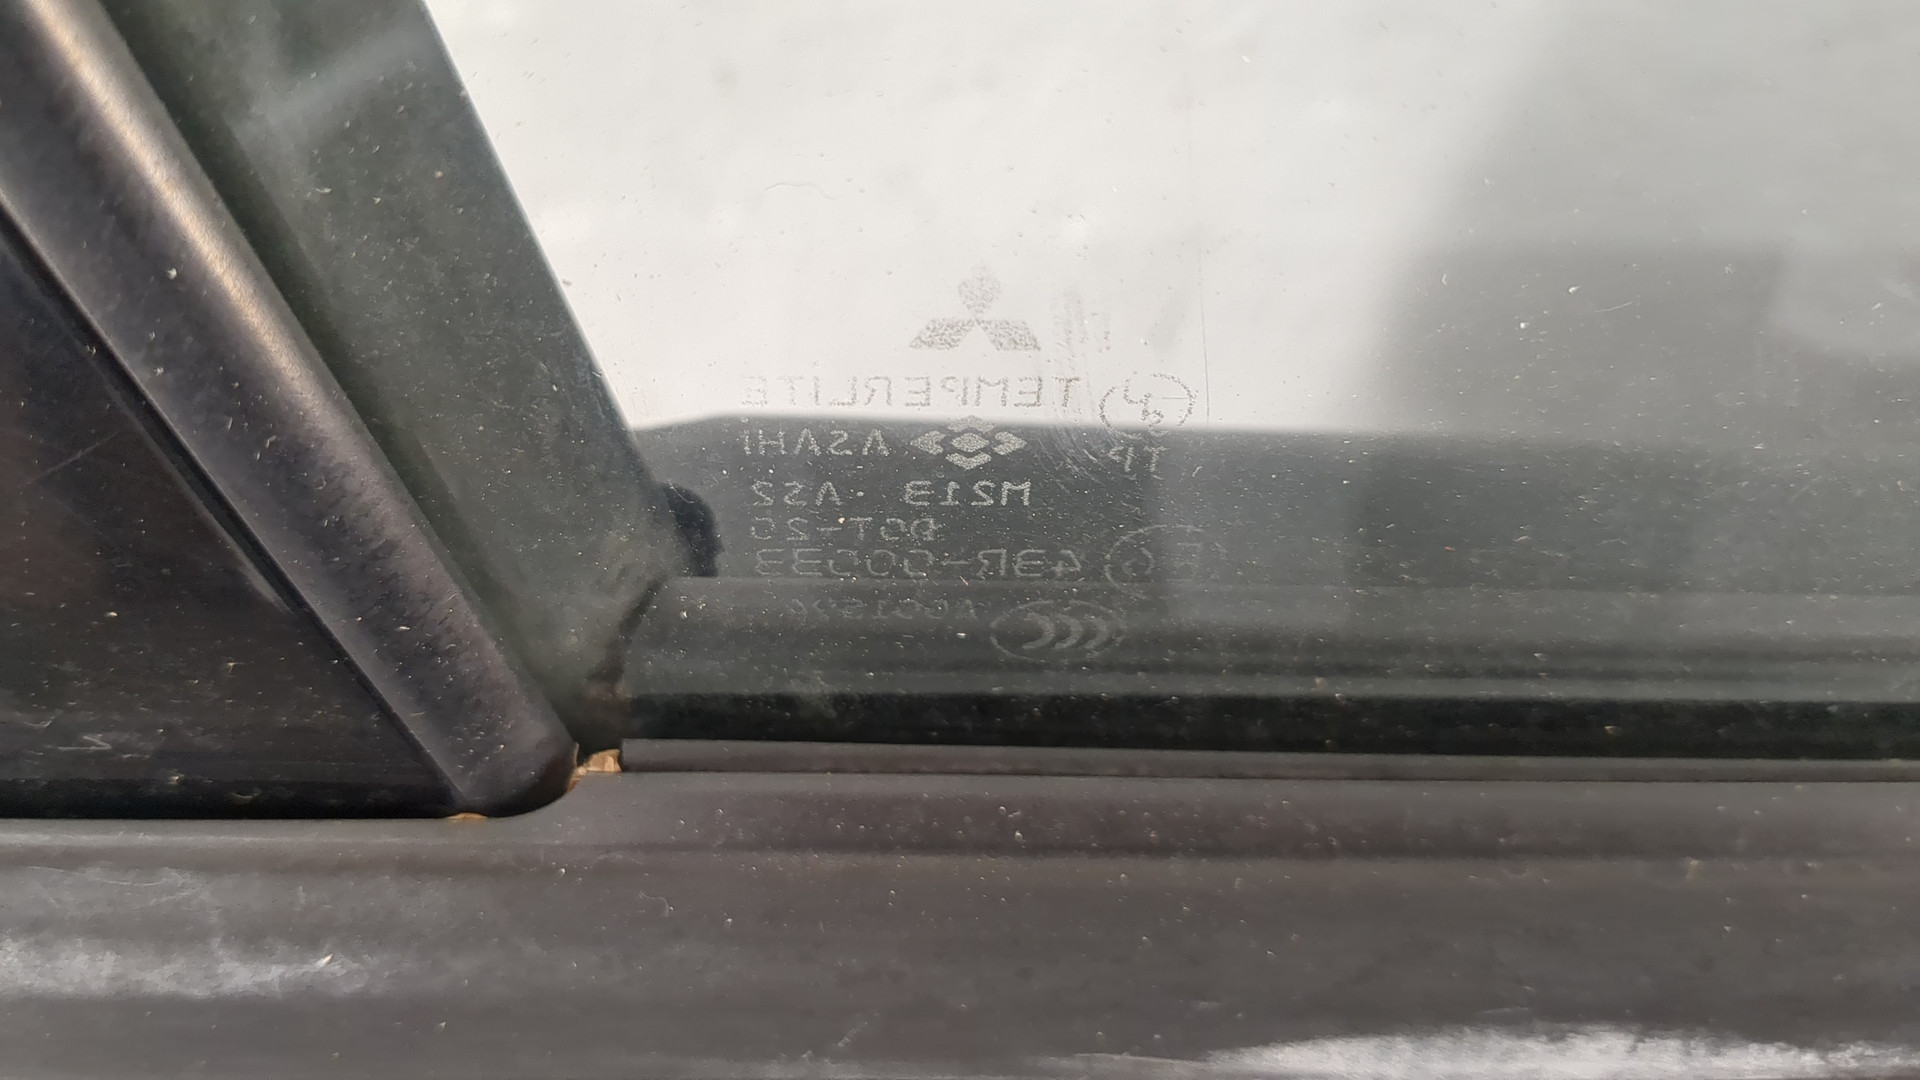 TEMPERLITE
ASAHI
M213 · AS2
DOT-20
43R-00033